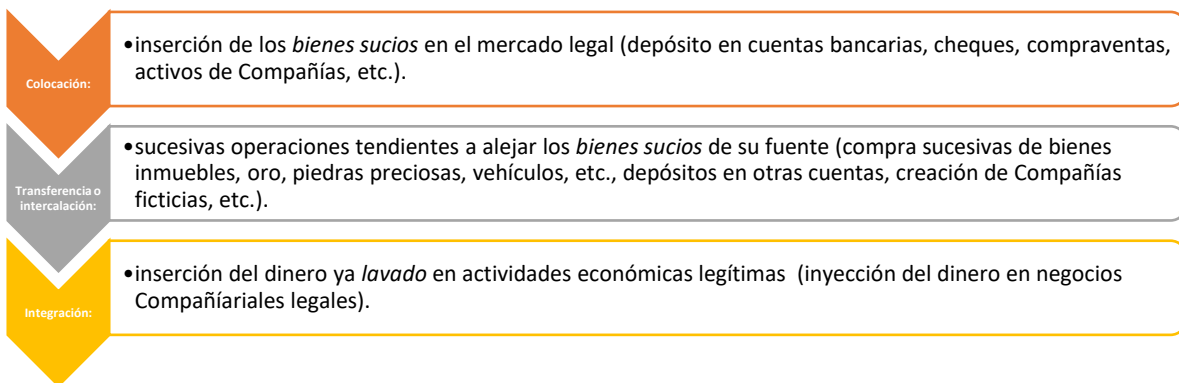 Colocación:
•inserción de los bienes sucios en el mercado legal (depósito en cuentas bancarias, cheques, compraventas,
activos de Compañías, etc.).
Transferencia o
intercalación:
•sucesivas operaciones tendientes a alejar los bienes sucios de su fuente (compra sucesivas de bienes
inmuebles, oro, piedras preciosas, vehículos, etc., depósitos en otras cuentas, creación de Compañías
ficticias, etc.).
Integración:
•inserción del dinero ya lavado en actividades económicas legítimas (inyección del dinero en negocios
Compañíariales legales).